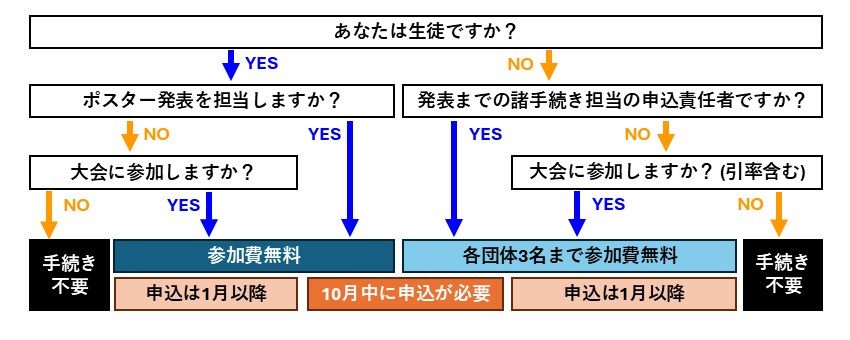 あなたは生徒ですか？
YES
NO
ポスター発表を担当しますか？
発表までの諸手続き担当の申込責任者ですか？
NO
YES
YES
NO
大会に参加しますか？
大会に参加しますか？(引率含む)
NO
YES
YES
NO
手続き
不要
参加費無料
各団体3名まで参加費無料
手続き
不要
申込は1月以降
10月中に申込が必要
申込は1月以降